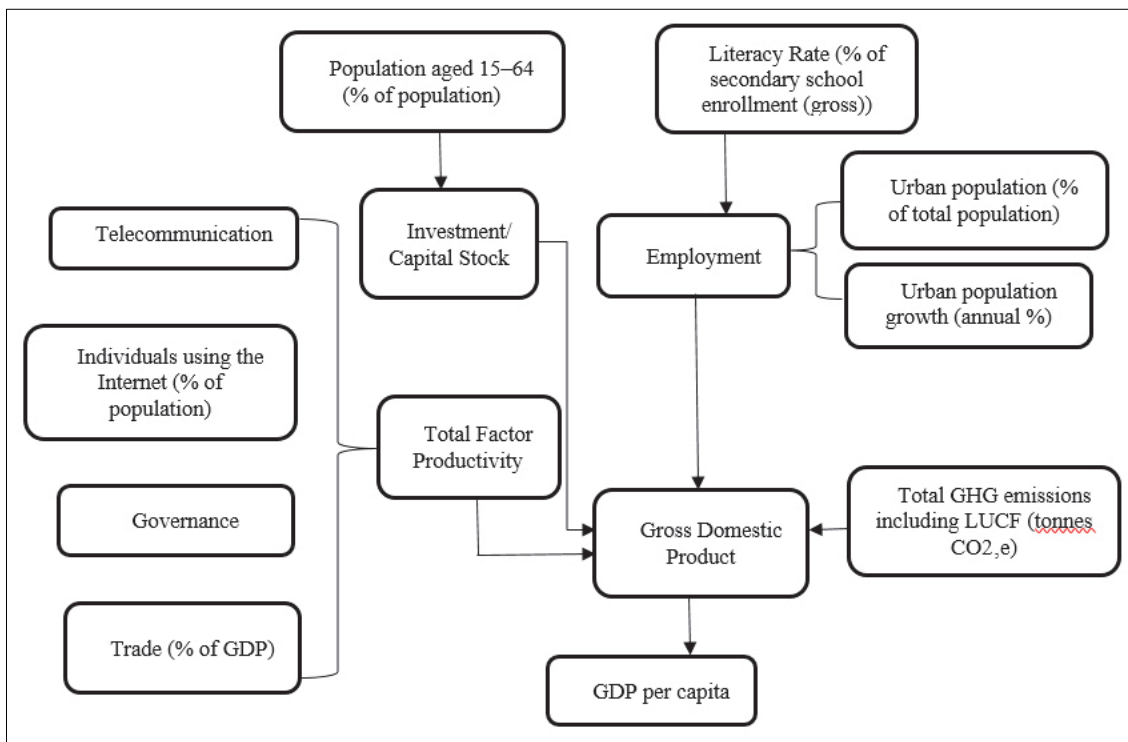 Population aged 15–64
(% of population)
Literacy Rate (% of
secondary school
enrollment (gross))
Urban population (%
of total population)
Telecommunication
Investment/
Capital Stock
Employment
Urban population
growth (annual %)
Individuals using the
Internet (% of
population)
Total Factor
Productivity
Governance
Gross Domestic
Product
Total GHG emissions
including LUCF (tonnes
CO2,e)
Trade (% of GDP)
GDP per capita